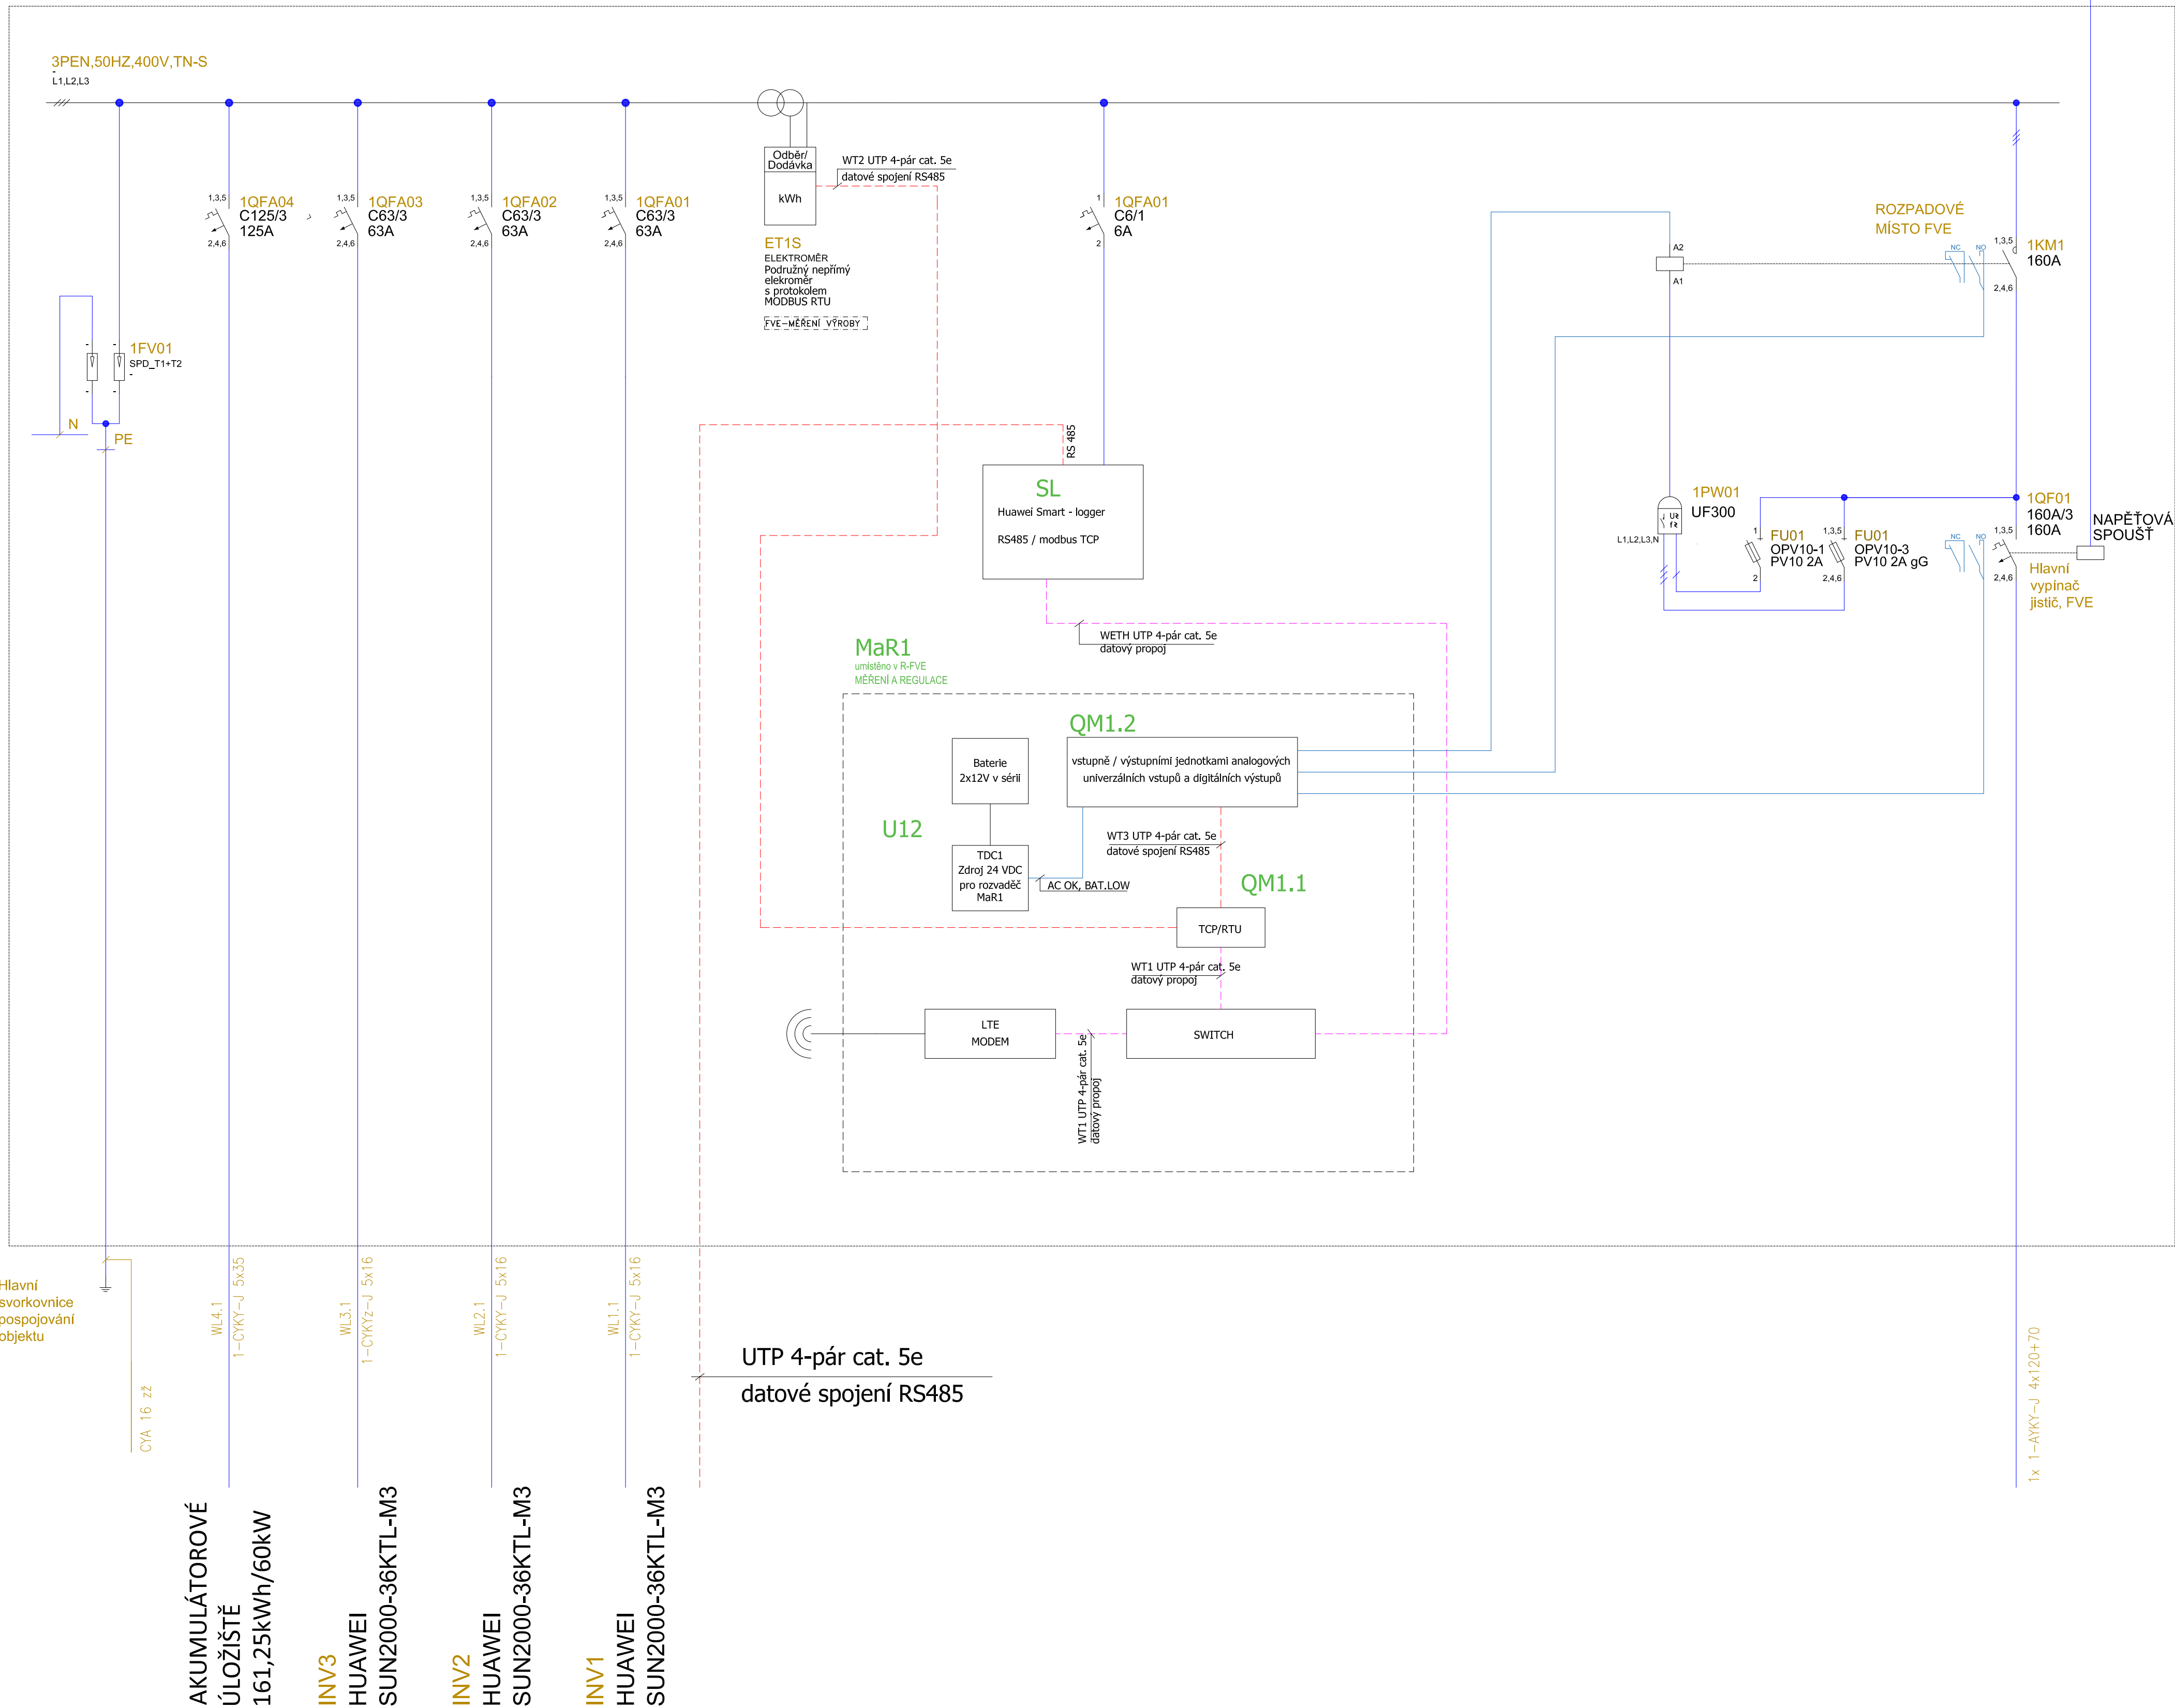 3PEN,50HZ,400V,TN-S
-
L1,L2,L3
1,3,5
1QFA04
C125/3
125A
2,4,6
1,3,5
1QFA03
C63/3
63A
2,4,6
1,3,5
1QFA02
C63/3
63A
2,4,6
1,3,5
1QFA01
C63/3
63A
2,4,6
Odběr/
Dodávka
kWh
WT2 UTP 4-pár cat. 5e
datové spojení RS485
ET1S
ELEKTROMĚR
Podružný nepřímý
elekroměr
s protokolem
MODBUS RTU
FVE-MĚŘENÍ VÝROBY
1
1QFA01
C6/1
6A
2
ROZPADOVÉ
MÍSTO FVE
A2
A1
NC
NO
1,3,5
1KM1
160A
2,4,6
-
-
1FV01
SPD_T1+T2
-
-
-
N
PE
RS 485
SL
Huawei Smart - logger
RS485 / modbus TCP
1PW01
UF300
U
f
L1,L2,L3,N
1
FU01
OPV10-1
PV10 2A
2
1,3,5
FU01
OPV10-3
PV10 2A gG
2,4,6
NC
NO
1,3,5
1QF01
160A/3
160A
2,4,6
Hlavní
vypínač
jistič, FVE
NAPĚŤOVÁ
SPOUŠŤ
WETH UTP 4-pár cat. 5e
datový propoj
MaR1
umístěno v R-FVE
MĚŘENÍ A REGULACE
QM1.2
Baterie
2x12V v sérii
vstupně / výstupními jednotkami analogových
univerzálních vstupů a digitálních výstupů
U12
WT3 UTP 4-pár cat. 5e
datové spojení RS485
TDC1
Zdroj 24 VDC
pro rozvaděč
MaR1
AC OK, BAT.LOW
QM1.1
TCP/RTU
WT1 UTP 4-pár cat. 5e
datový propoj
LTE
MODEM
SWITCH
WT1 UTP 4-pár cat. 5e
datový propoj
Hlavní
svorkovnice
pospojování
objektu
CYA 16 zž
WL4.1
1-CYKY-J 5x35
WL3.1
1-CYKYz-J 5x16
WL2.1
1-CYKY-J 5x16
WL1.1
1-CYKY-J 5x16
UTP 4-pár cat. 5e
datové spojení RS485
1x 1-AYKY-J 4x120+70
AKUMULÁTOROVÉ
ÚLOŽIŠTĚ
161,25kWh/60kW
INV3
HUAWEI
SUN2000-36KTL-M3
INV2
HUAWEI
SUN2000-36KTL-M3
INV1
HUAWEI
SUN2000-36KTL-M3